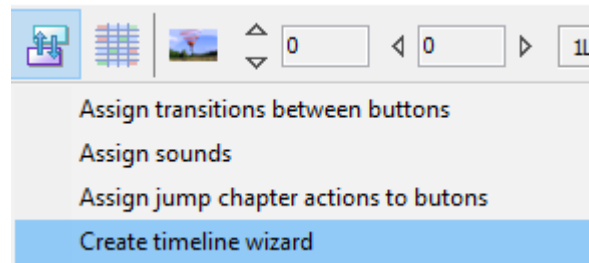 0 0 1L
Assign transitions between buttons
Assign sounds
Assign jump chapter actions to butons
Create timeline wizard